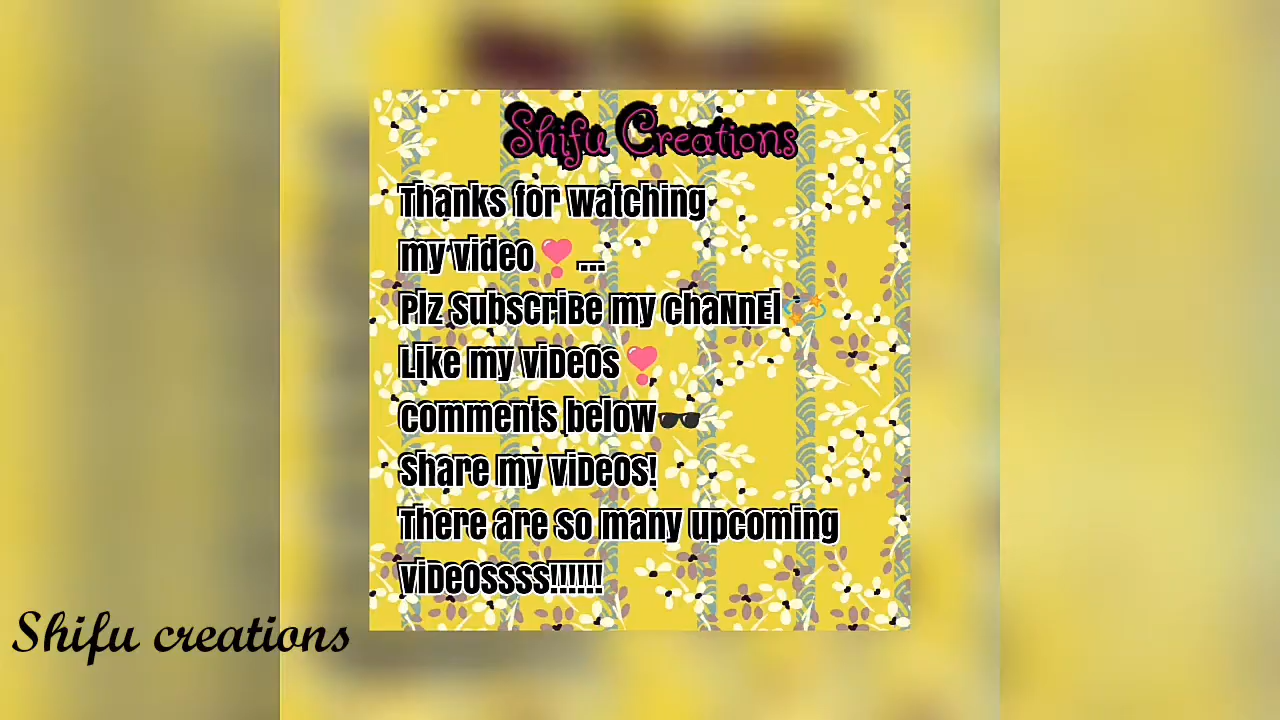 Shifu Creations
Thanks for watching
my video❣️...
Plz SubScriBe my chaNnEl💫
Like my viDeOs❣️
comments below🕶️
Share my viDeOs!
There are so many upcoming
viDeOssss!!!!!!
Shifu creations